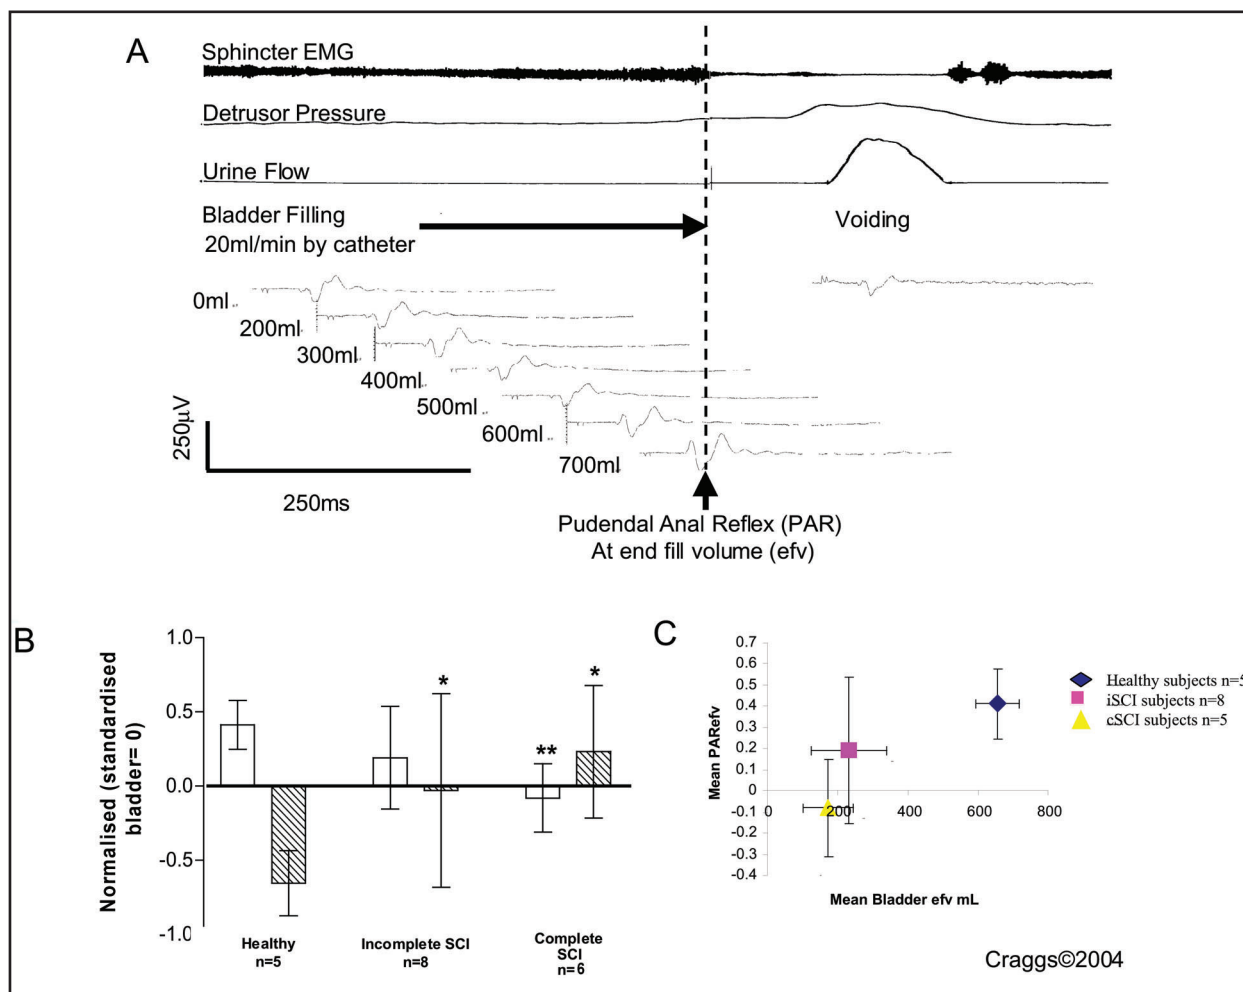 A
Sphincter EMG
Detrusor Pressure
Urine Flow
Bladder Filling
20ml/min by catheter
Voiding
0ml
200ml
300ml
400ml
500ml
600ml
700ml
250µV
250ms
Pudendal Anal Reflex (PAR)
At end fill volume (efv)
B
Normalised (standardised
bladder= 0)
1.0
0.5
0.0
-0.5
-1.0
*
**
*
Healthy
n=5
Incomplete SCI
n=8
Complete
SCI
n=6
C
Mean PARefv
0.7
0.6
0.5
0.4
0.3
0.2
0.1
0
-0.1
-0.2
-0.3
-0.4
0
200
400
600
800
Mean Bladder efv mL
Healthy subjects n=5
iSCI subjects n=8
cSCI subjects n=5
Craggs©2004